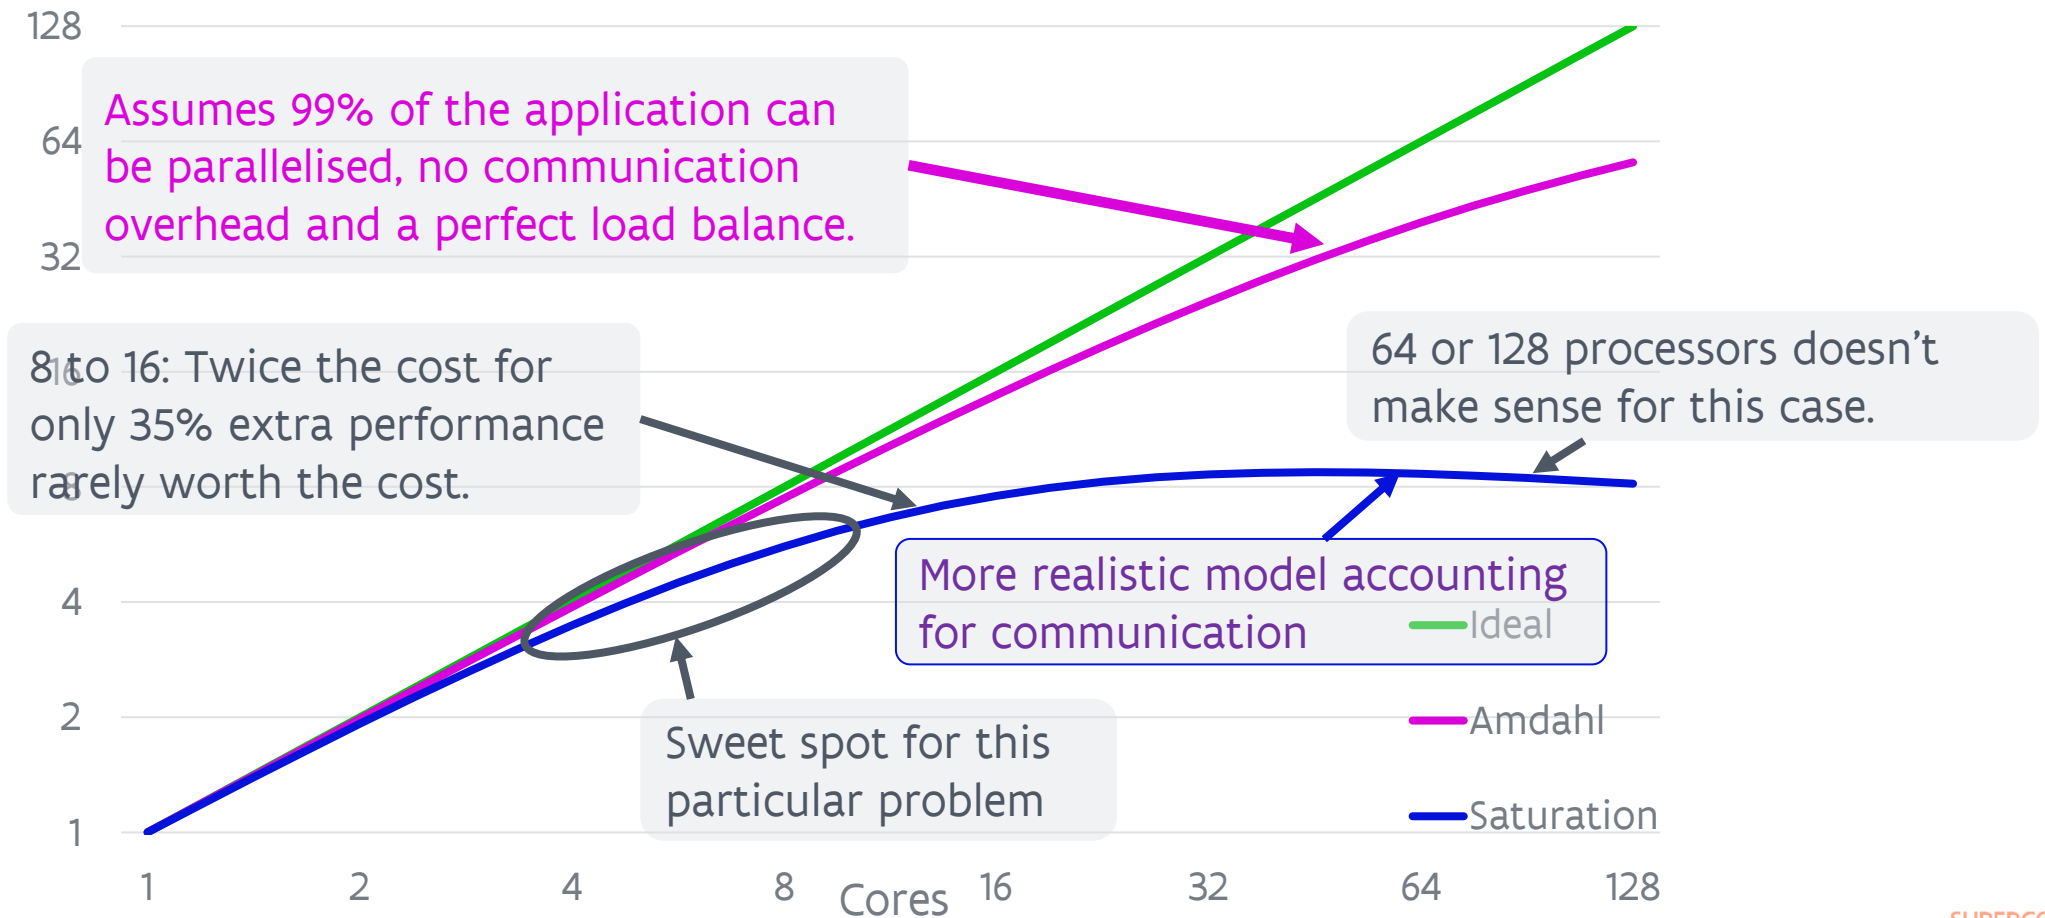 128
Assumes 99% of the application can
64
be parallelised, no communication
overhead and a perfect load balance.
32
8 to 16: Twice the cost for
16
only 35% extra performance
rarely worth the cost.
8
64 or 128 processors doesn't
make sense for this case.
More realistic model accounting
for communication
Ideal
4
2
Sweet spot for this
particular problem
Amdahl
Saturation
1
1 2 4 8 16 32 64 128
Cores